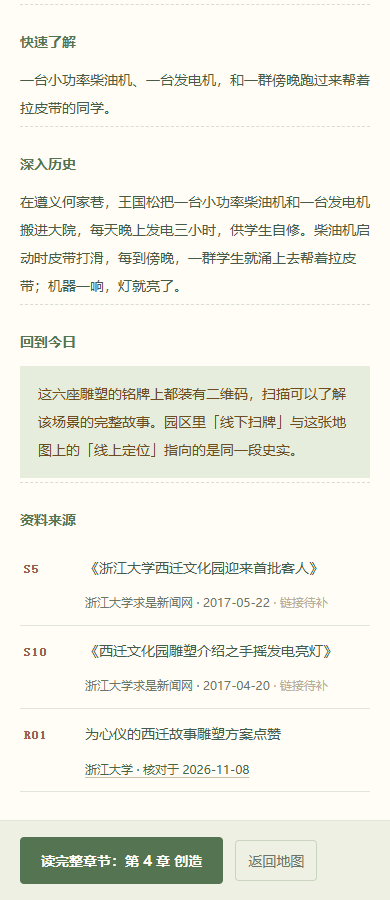 快速了解
一台小功率柴油机、一台发电机，和一群傍晚跑过来帮着
拉皮带的同学。
深入历史
在遵义何家巷，王国松把一台小功率柴油机和一台发电机
搬进大院，每天晚上发电三小时，供学生自修。柴油机启
动时皮带打滑，每到傍晚，一群学生就涌上去帮着拉皮
带；机器一响，灯就亮了。
回到今日
这六座雕塑的铭牌上都装有二维码，扫描可以了解
该场景的完整故事。园区里「线下扫牌」与这张地
图上的「线上定位」指向的是同一段史实。
资料来源
S5 《浙江大学西迁文化园迎来首批客人》
浙江大学求是新闻网 · 2017-05-22 · 链接待补
S10 《西迁文化园雕塑介绍之手摇发电亮灯》
浙江大学求是新闻网 · 2017-04-20 · 链接待补
R01 为心仪的西迁故事雕塑方案点赞
浙江大学 · 核对于 2026-11-08
读完整章节：第 4 章 创造 返回地图